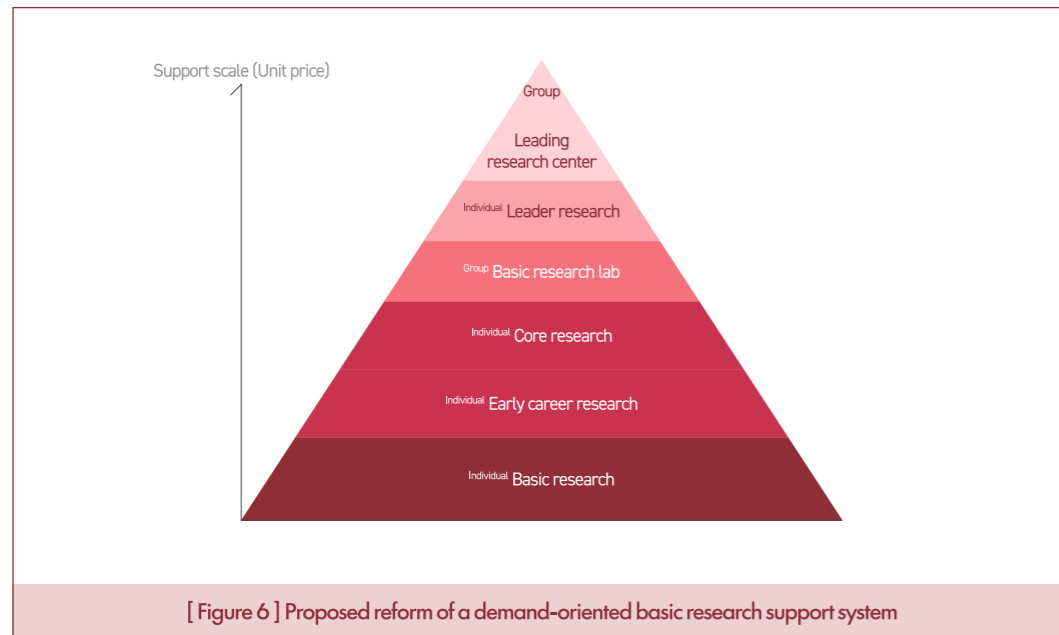 Support scale (Unit price)
Group
Leading
research center
Individual Leader research
Group Basic research lab
Individual Core research
Individual Early career research
Individual Basic research
[ Figure 6 ] Proposed reform of a demand-oriented basic research support system